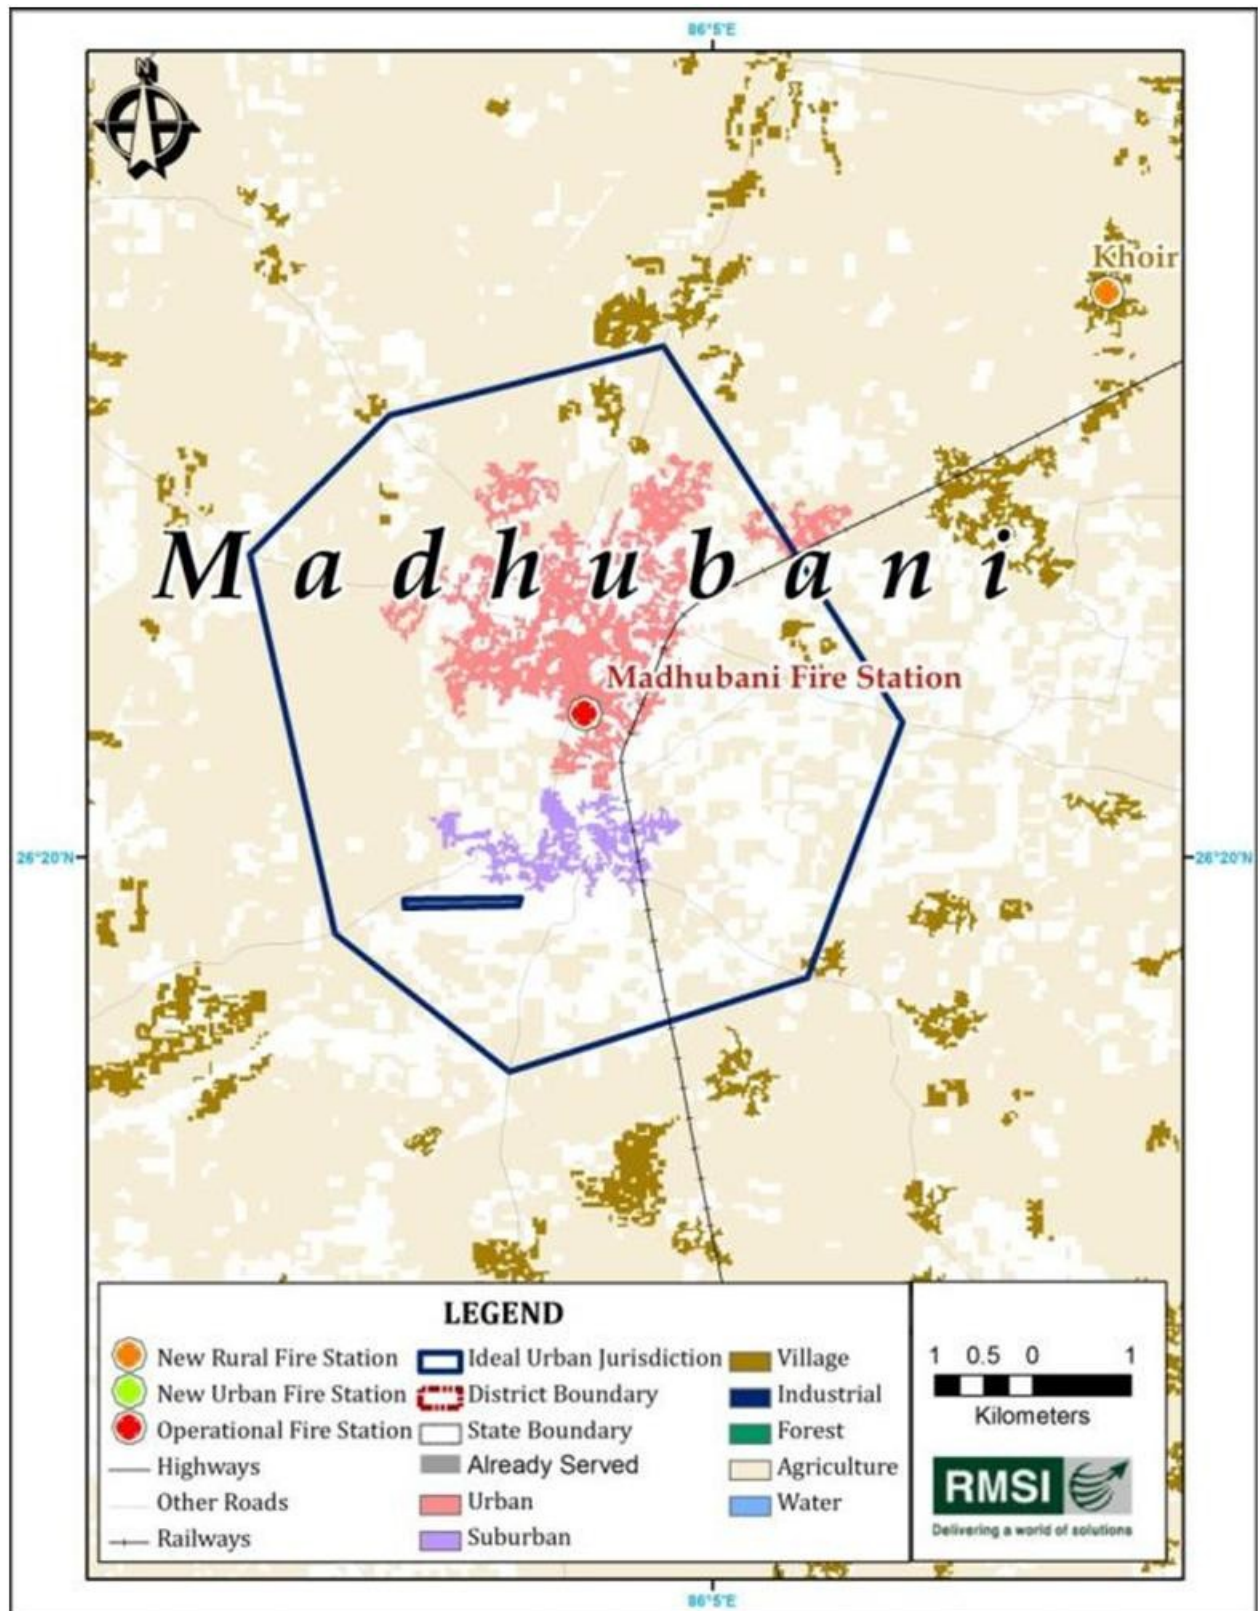 86°5'E
N
Khoir
Madhubani
Madhubani Fire Station
26°20'N
26°20'N
LEGEND
New Rural Fire Station
New Urban Fire Station
Operational Fire Station
Highways
Other Roads
Railways
Ideal Urban Jurisdiction
District Boundary
State Boundary
Already Served
Urban
Suburban
Village
Industrial
Forest
Agriculture
Water
1 0.5 0 1
Kilometers
RMSI
Delivering a world of solutions
86°5'E